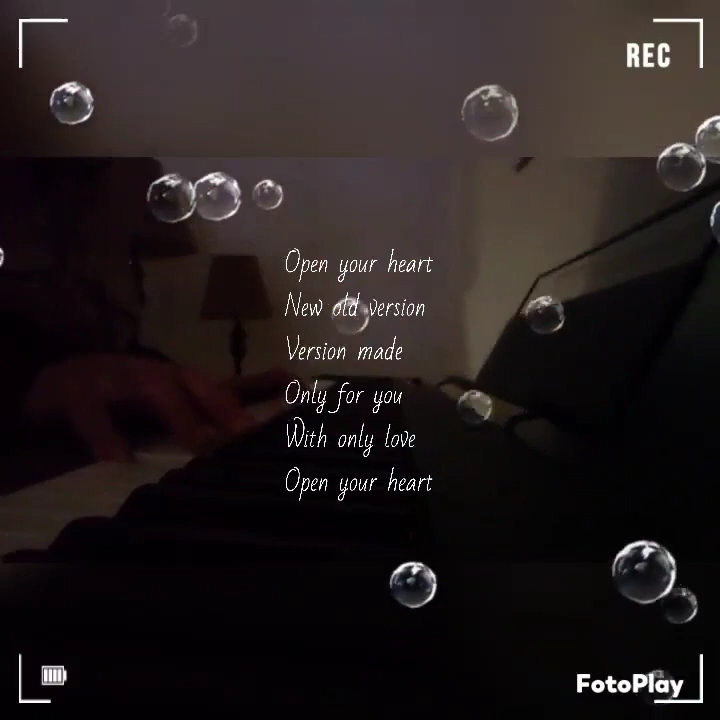 REC
Open your heart
New old version
Version made
Only for you
With only love
Open your heart
FotoPlay